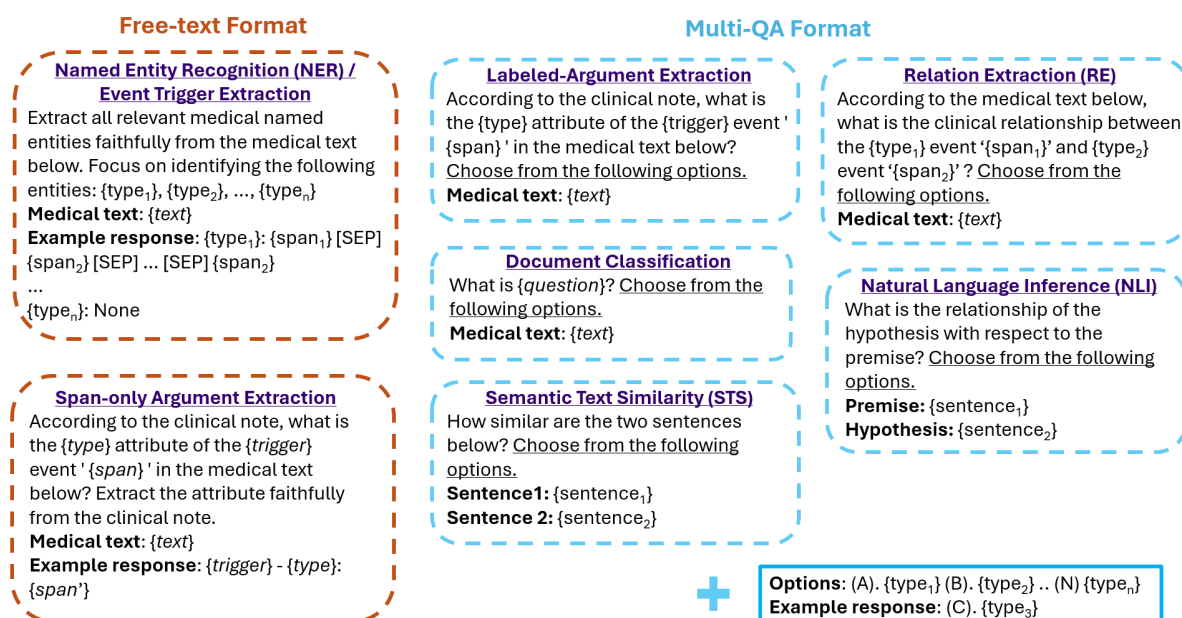 Free-text Format
Named Entity Recognition (NER) /
Event Trigger Extraction
Extract all relevant medical named
entities faithfully from the medical text
below. Focus on identifying the following
entities: {type₁}, {type₂}, ..., {typeₙ}
Medical text: {text}
Example response: {type₁}: {span₁} [SEP]
{span₂} [SEP] ... [SEP] {span₂}
...
{typeₙ}: None
Span-only Argument Extraction
According to the clinical note, what is
the {type} attribute of the {trigger}
event ' {span} ' in the medical text
below? Extract the attribute faithfully
from the clinical note.
Medical text: {text}
Example response: {trigger} - {type}:
{span’}
Multi-QA Format
Labeled-Argument Extraction
According to the clinical note, what is
the {type} attribute of the {trigger} event '
{span} ' in the medical text below?
Choose from the following options.
Medical text: {text}
Document Classification
What is {question}? Choose from the
following options.
Medical text: {text}
Semantic Text Similarity (STS)
How similar are the two sentences
below? Choose from the following
options.
Sentence1: {sentence₁}
Sentence 2: {sentence₂}
Relation Extraction (RE)
According to the medical text below,
what is the clinical relationship between
the {type₁} event ‘{span₁}’ and {type₂}
event ‘{span₂}’ ? Choose from the
following options.
Medical text: {text}
Natural Language Inference (NLI)
What is the relationship of the
hypothesis with respect to the
premise? Choose from the following
options.
Premise: {sentence₁}
Hypothesis: {sentence₂}
Options: (A). {type₁} (B). {type₂} .. (N) {typeₙ}
Example response: (C). {type₃}